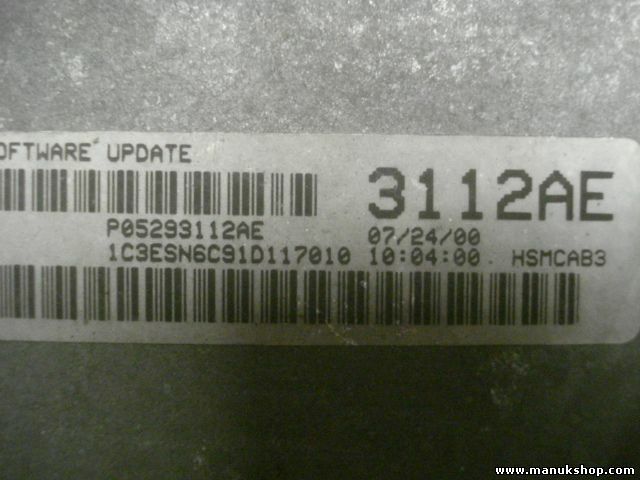 OFTWARE UPDATE
3112AE
P05293112AE 07/24/00
1C3ESN6C91D117010 10:04:00 HSMCAB3
www.manukshop.com